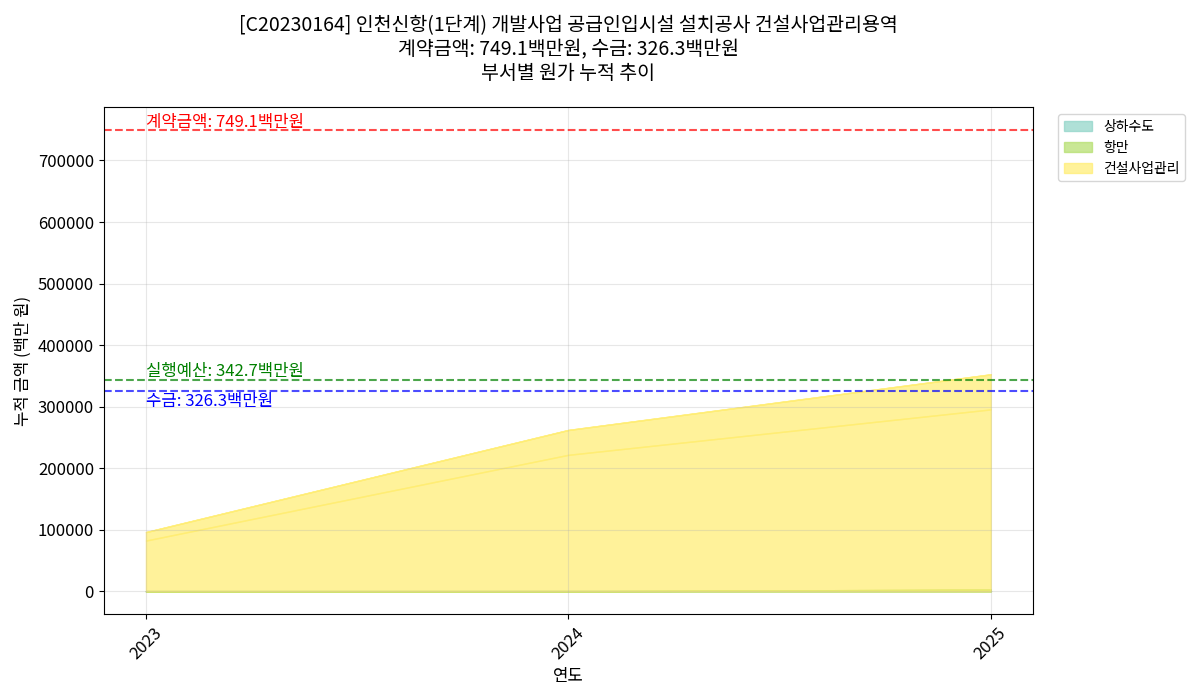 [C20230164] 인천신항(1단계) 개발사업 공급인입시설 설치공사 건설사업관리용역
계약금액: 749.1백만원, 수금: 326.3백만원
부서별 원가 누적 추이
계약금액: 749.1백만원
상하수도
항만
건설사업관리
700000
600000
500000
400000
300000
200000
100000
0
실행예산: 342.7백만원
수금: 326.3백만원
누적 금액 (백만 원)
2023
2024
2025
연도